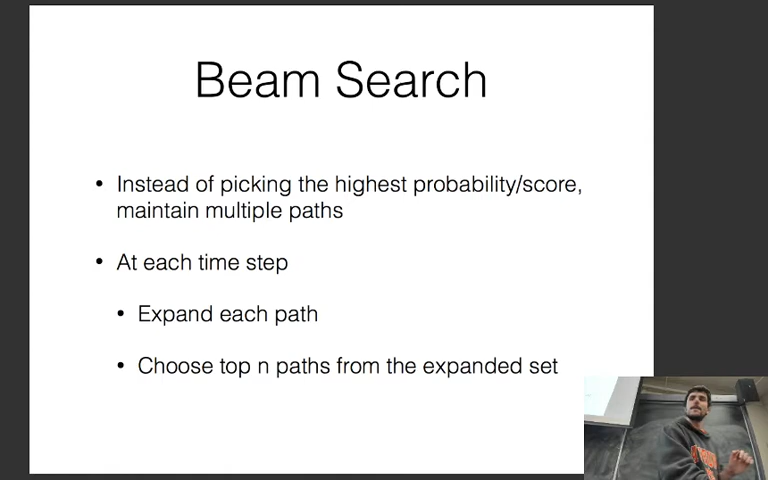 Beam Search
• Instead of picking the highest probability/score,
maintain multiple paths
• At each time step
• Expand each path
• Choose top n paths from the expanded set